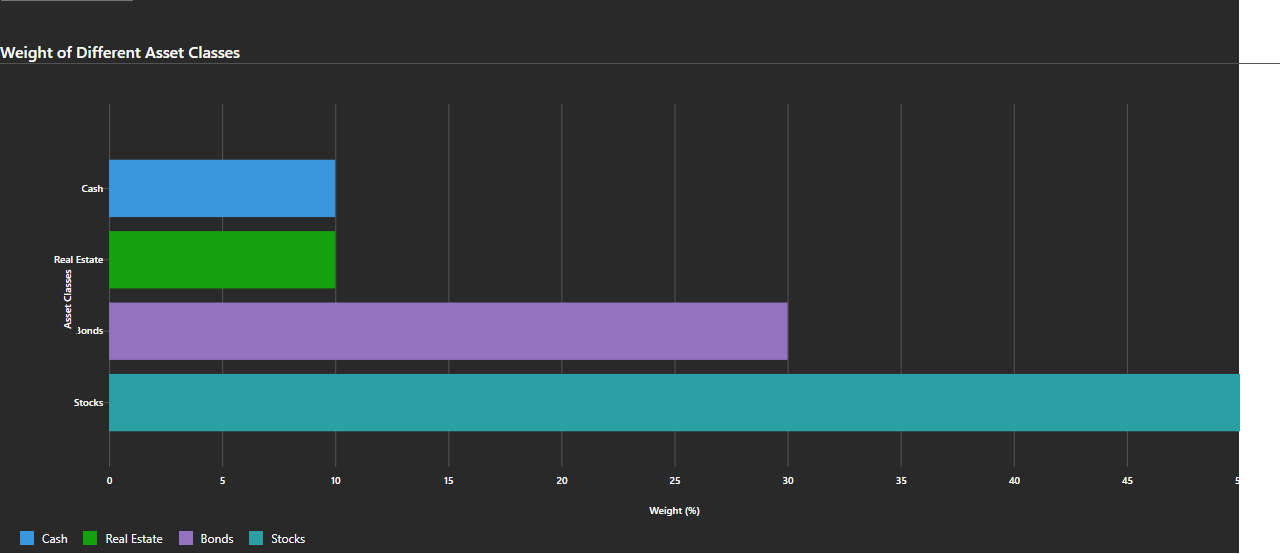 Weight of Different Asset Classes
Cash
Real Estate
Asset Classes
Bonds
Stocks
0 5 10 15 20 25 30 35 40 45 5
Weight (%)
Cash Real Estate Bonds Stocks